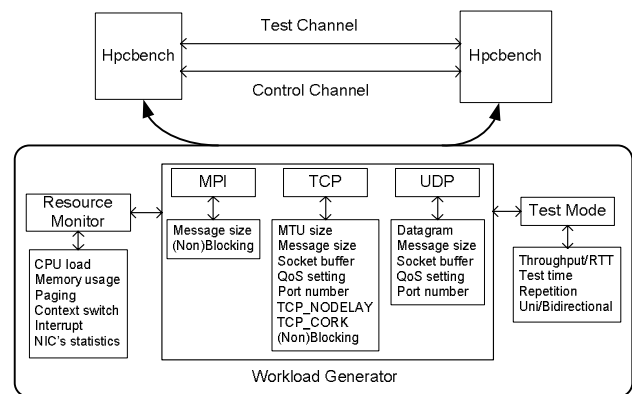 Test Channel
Hpcbench
Hpcbench
Control Channel
MPI
TCP
UDP
Resource
Monitor
Test Mode
Message size
(Non)Blocking
MTU size
Message size
Socket buffer
QoS setting
Port number
TCP_NODELAY
TCP_CORK
(Non)Blocking
Datagram
Message size
Socket buffer
QoS setting
Port number
CPU load
Memory usage
Paging
Context switch
Interrupt
NIC's statistics
Throughput/RTT
Test time
Repetition
Uni/Bidirectional
Workload Generator